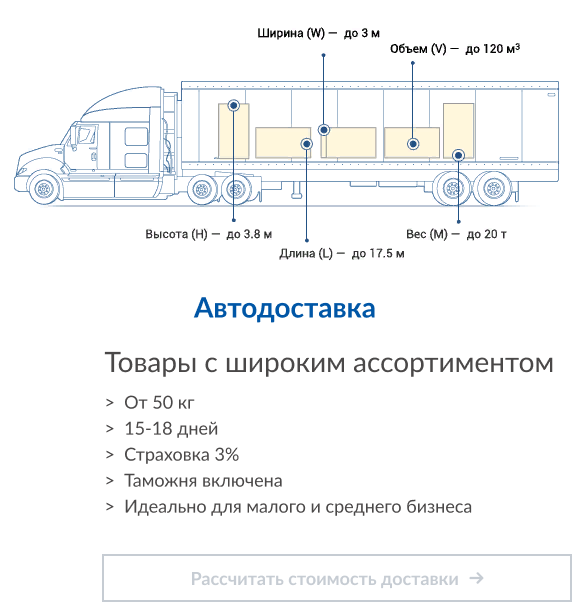 Ширина (W) — до 3 м
Объем (V) — до 120 м³
Высота (H) — до 3.8 м
Вес (M) — до 20 т
Длина (L) — до 17.5 м
Автодоставка
Товары с широким ассортиментом
> От 50 кг
> 15-18 дней
> Страховка 3%
> Таможня включена
> Идеально для малого и среднего бизнеса
Рассчитать стоимость доставки →